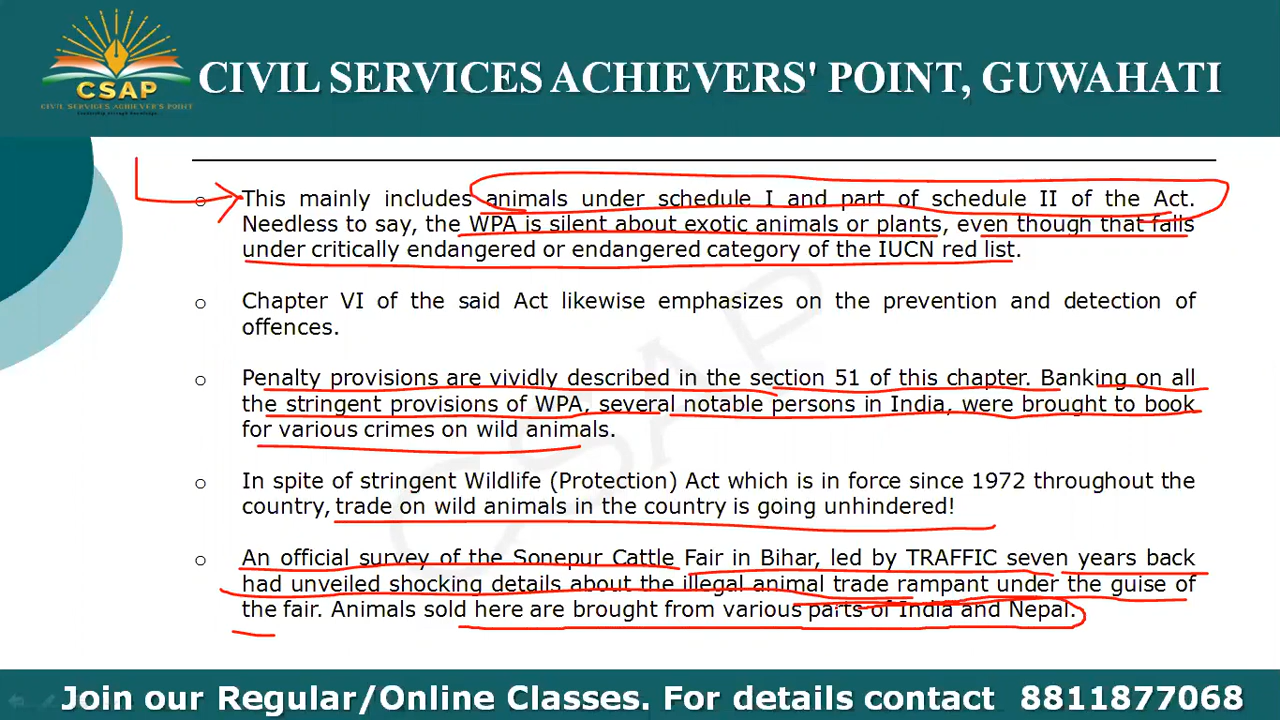 CSAP
CIVIL SERVICES ACHIEVER'S POINT
CIVIL SERVICES ACHIEVERS' POINT, GUWAHATI
This mainly includes animals under schedule I and part of schedule II of the Act.
Needless to say, the WPA is silent about exotic animals or plants, even though that falls
under critically endangered or endangered category of the IUCN red list.
Chapter VI of the said Act likewise emphasizes on the prevention and detection of
offences.
Penalty provisions are vividly described in the section 51 of this chapter. Banking on all
the stringent provisions of WPA, several notable persons in India, were brought to book
for various crimes on wild animals.
In spite of stringent Wildlife (Protection) Act which is in force since 1972 throughout the
country, trade on wild animals in the country is going unhindered!
An official survey of the Sonepur Cattle Fair in Bihar, led by TRAFFIC seven years back
had unveiled shocking details about the illegal animal trade rampant under the guise of
the fair. Animals sold here are brought from various parts of India and Nepal.
CSAP
Join our Regular/Online Classes. For details contact 8811877068